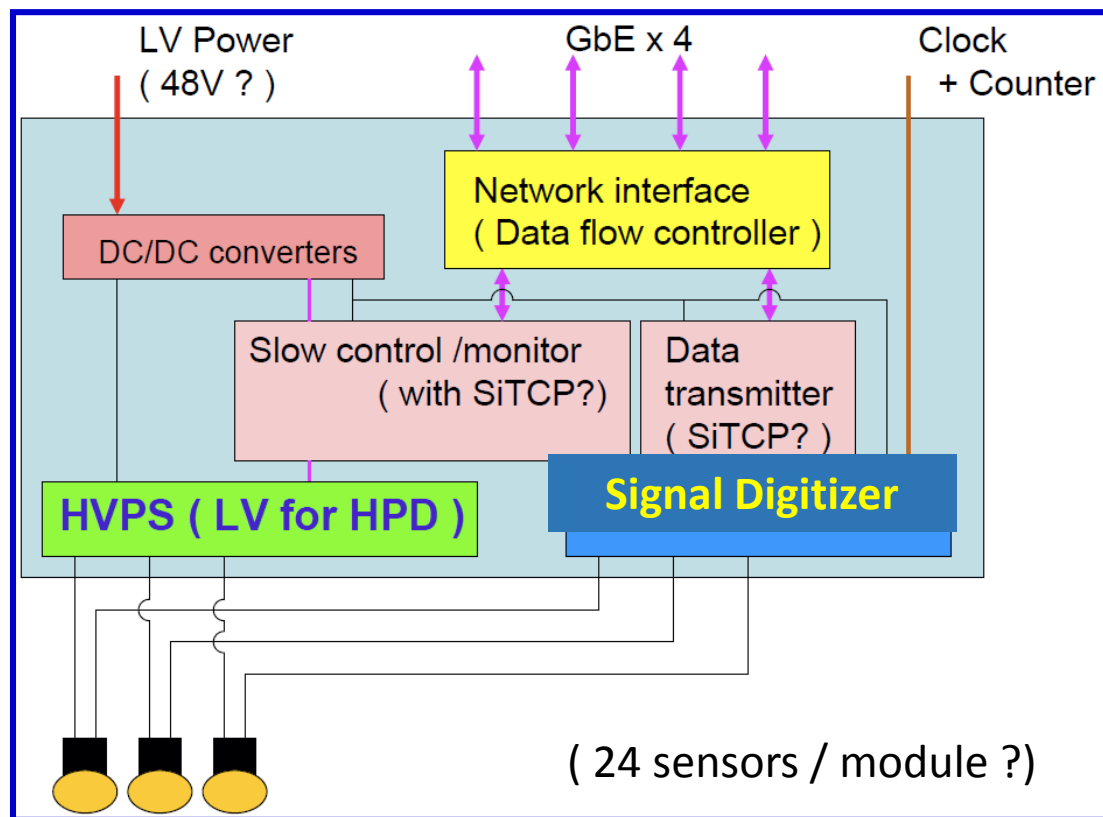 LV Power
( 48V ? )
GbE x 4
Clock
+ Counter
Network interface
( Data flow controller )
DC/DC converters
Slow control /monitor
( with SiTCP?)
Data
transmitter
( SiTCP? )
HVPS ( LV for HPD )
Signal Digitizer
( 24 sensors / module ?)